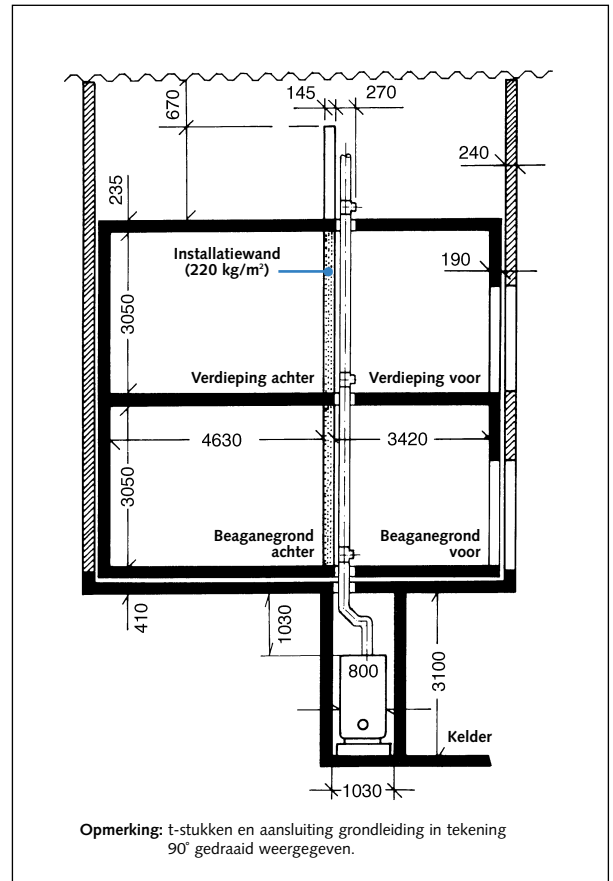 145
270
670
240
235
Installatiewand
(220 kg/m²)
190
3050
Verdieping achter
Verdieping voor
4630
3420
3050
Beaganegrond
achter
Beaganegrond
voor
410
1030
800
3100
Kelder
1030
Opmerking: t-stukken en aansluiting grondleiding in tekening
90° gedraaid weergegeven.